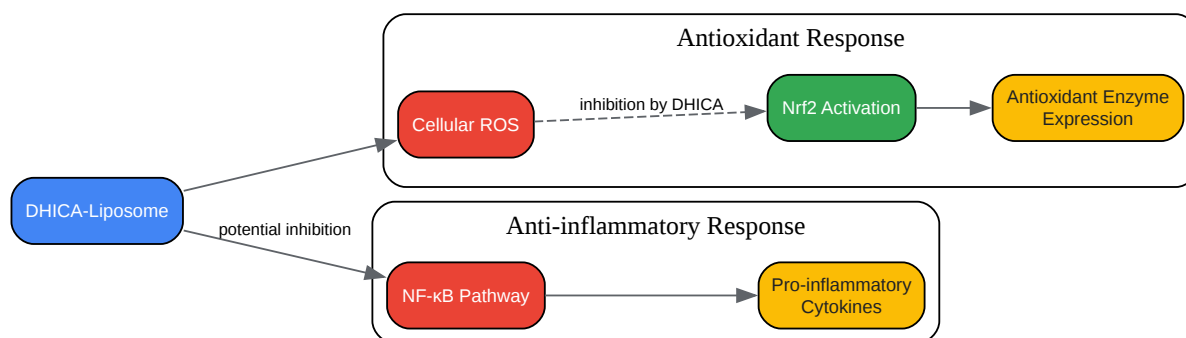 Antioxidant Response
Cellular ROS
inhibition by DHICA
Nrf2 Activation
Antioxidant Enzyme
Expression
DHICA-Liposome
potential inhibition
Anti-inflammatory Response
NF-κB Pathway
Pro-inflammatory
Cytokines